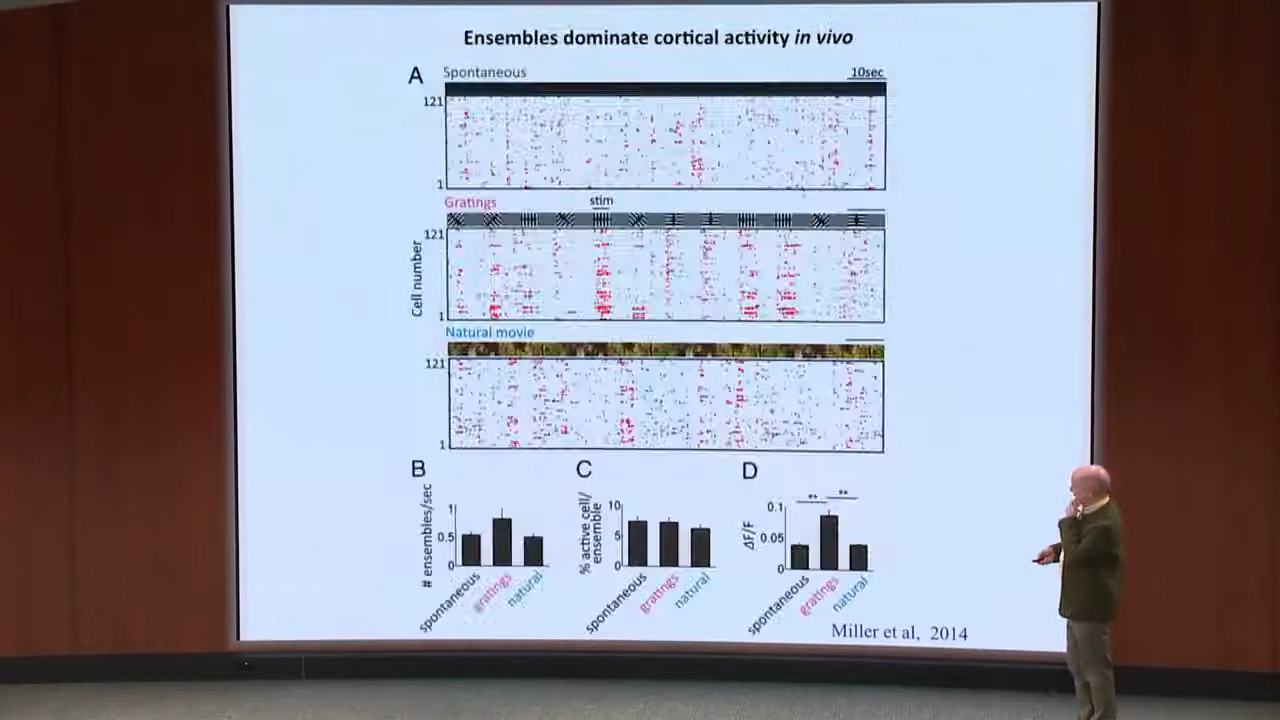 Ensembles dominate cortical activity in vivo
A
Spontaneous
10sec
121
1
Gratings
stim
121
1
Cell number
Natural movie
121
1
B
# ensembles/sec
1
0.5
0
spontaneous
gratings
natural
C
% active cell/
ensemble
10
5
0
spontaneous
gratings
natural
D
ΔF/F
0.1
0.05
0
** **
spontaneous
gratings
natural
Miller et al, 2014